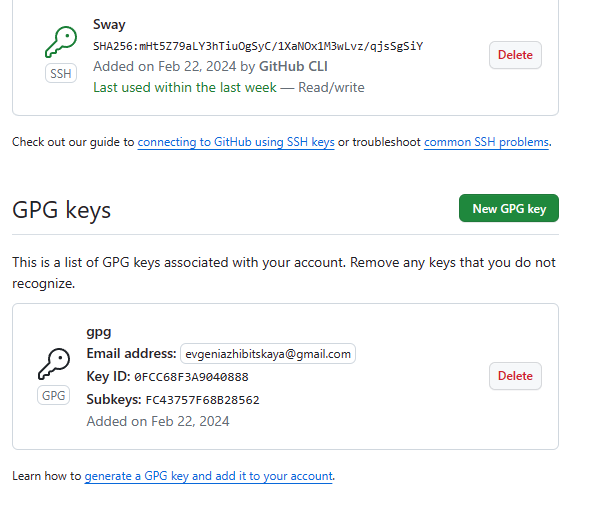 Sway
SHA256:mHt5Z79aLY3hTiuOgSyC/1XaNOx1M3wLvz/qjsSgSiY
SSH
Added on Feb 22, 2024 by GitHub CLI
Last used within the last week — Read/write
Delete
Check out our guide to connecting to GitHub using SSH keys or troubleshoot common SSH problems.
GPG keys
New GPG key
This is a list of GPG keys associated with your account. Remove any keys that you do not
recognize.
gpg
Email address: evgeniazhibitskaya@gmail.com
Key ID: 0FCC68F3A9040888
GPG
Subkeys: FC43757F68B28562
Added on Feb 22, 2024
Delete
Learn how to generate a GPG key and add it to your account.